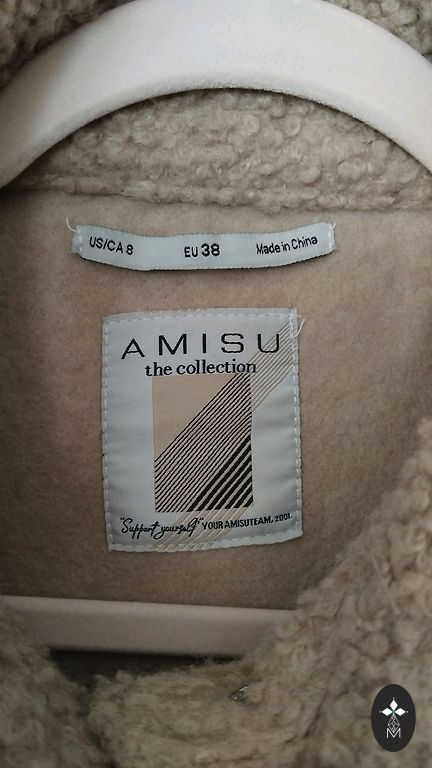 US/CA 8 EU 38 Made in China
AMISU
the collection
"Support yourself" YOUR AMISUTEAM, 2001.
M